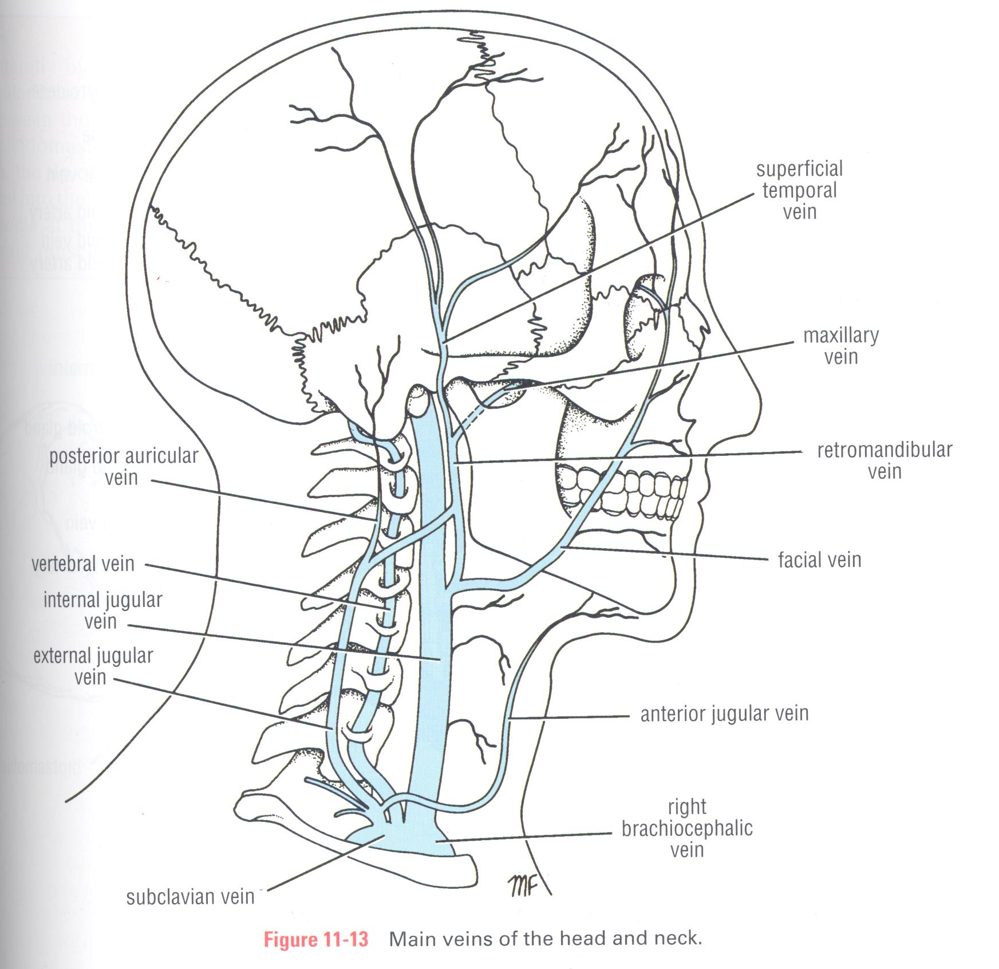 superficial
temporal
vein
maxillary
vein
posterior auricular
vein
retromandibular
vein
vertebral vein
facial vein
internal jugular
vein
external jugular
vein
anterior jugular vein
right
brachiocephalic
vein
subclavian vein
MF
Figure 11-13 Main veins of the head and neck.